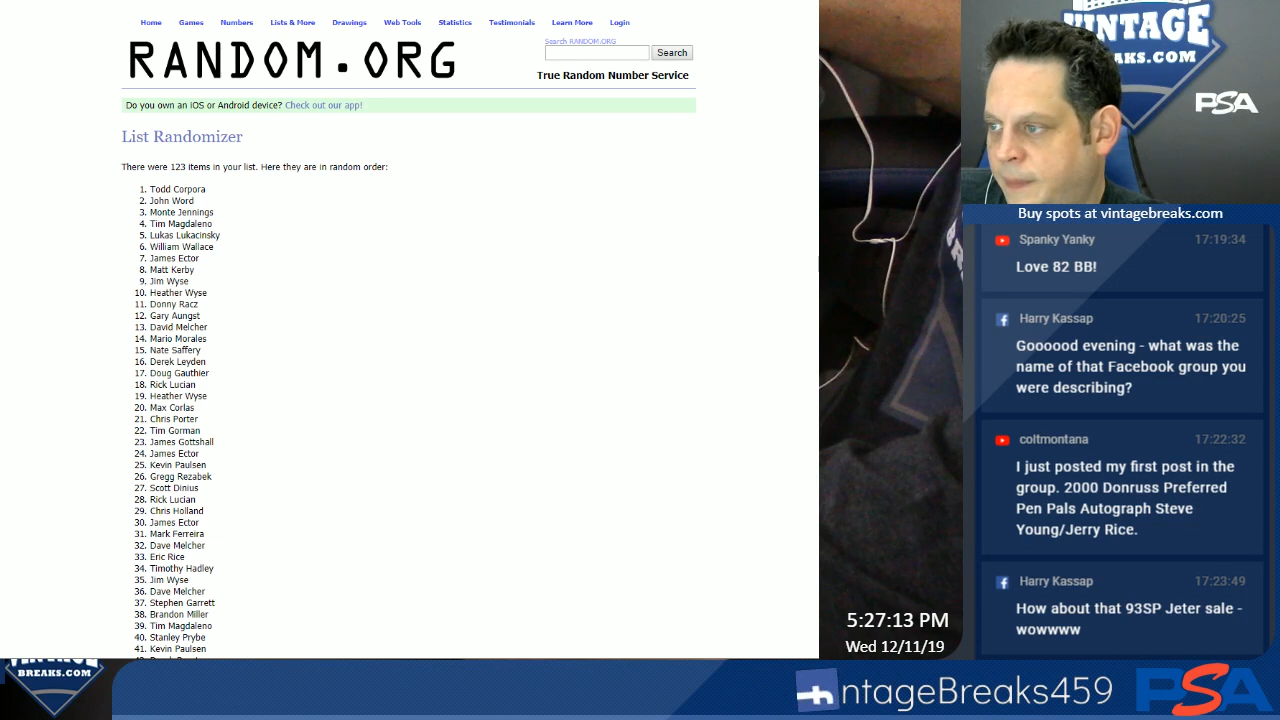 Home Games Numbers Lists & More Drawings Web Tools Statistics Testimonials Learn More Login
RANDOM.ORG
Search RANDOM.ORG
Search
True Random Number Service
Do you own an iOS or Android device? Check out our app!
List Randomizer
There were 123 items in your list. Here they are in random order:
1. Todd Corpora
2. John Word
3. Monte Jennings
4. Tim Magdaleno
5. Lukas Lukacinsky
6. William Wallace
7. James Ector
8. Matt Kerby
9. Jim Wyse
10. Heather Wyse
11. Donny Racz
12. Gary Aungst
13. David Melcher
14. Mario Morales
15. Nate Saffery
16. Derek Leyden
17. Doug Gauthier
18. Rick Lucian
19. Heather Wyse
20. Max Corlas
21. Chris Porter
22. Tim Gorman
23. James Gottshall
24. James Ector
25. Kevin Paulsen
26. Gregg Rezabek
27. Scott Dinius
28. Rick Lucian
29. Chris Holland
30. James Ector
31. Mark Ferreira
32. Dave Melcher
33. Eric Rice
34. Timothy Hadley
35. Jim Wyse
36. Dave Melcher
37. Stephen Garrett
38. Brandon Miller
39. Tim Magdaleno
40. Stanley Prybe
41. Kevin Paulsen
VINTAGE
BREAKS.COM
PSA
Buy spots at vintagebreaks.com
Spanky Yanky 17:19:34
Love 82 BB!
Harry Kassap 17:20:25
Goooood evening - what was the
name of that Facebook group you
were describing?
coltmontana 17:22:32
I just posted my first post in the
group. 2000 Donruss Preferred
Pen Pals Autograph Steve
Young/Jerry Rice.
Harry Kassap 17:23:49
How about that 93SP Jeter sale -
wowwww
5:27:13 PM
Wed 12/11/19
VINTAGE
BREAKS.COM
ntageBreaks459
PSA